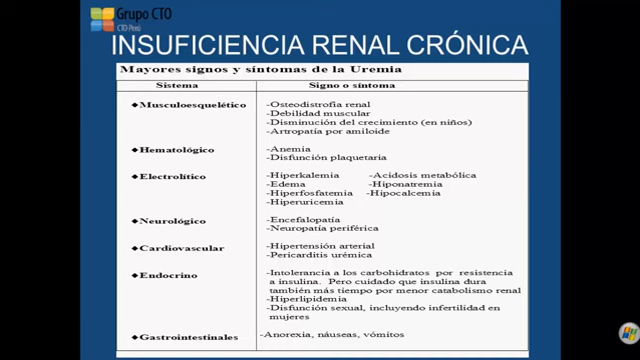 Grupo CTO
CTO Perú
INSUFICIENCIA RENAL CRÓNICA
Mayores signos y síntomas de la Uremia
Sistema Signo o síntoma
◆Musculoesquelético -Osteodistrofia renal
-Debilidad muscular
-Disminución del crecimiento (en niños)
-Artropatía por amiloide
◆Hematológico -Anemia
-Disfunción plaquetaria
◆Electrolítico -Hiperkalemia -Acidosis metabólica
-Edema -Hiponatremia
-Hiperfosfatemia -Hipocalcemia
-Hiperuricemia
◆Neurológico -Encefalopatía
-Neuropatía periférica
◆Cardiovascular -Hipertensión arterial
-Pericarditis urémica
◆Endocrino -Intolerancia a los carbohidratos por resistencia
a insulina. Pero cuidado que insulina dura
también más tiempo por menor catabolismo renal
-Hiperlipidemia
-Disfunción sexual, incluyendo infertilidad en
mujeres
◆Gastrointestinales -Anorexia, náuseas, vómitos